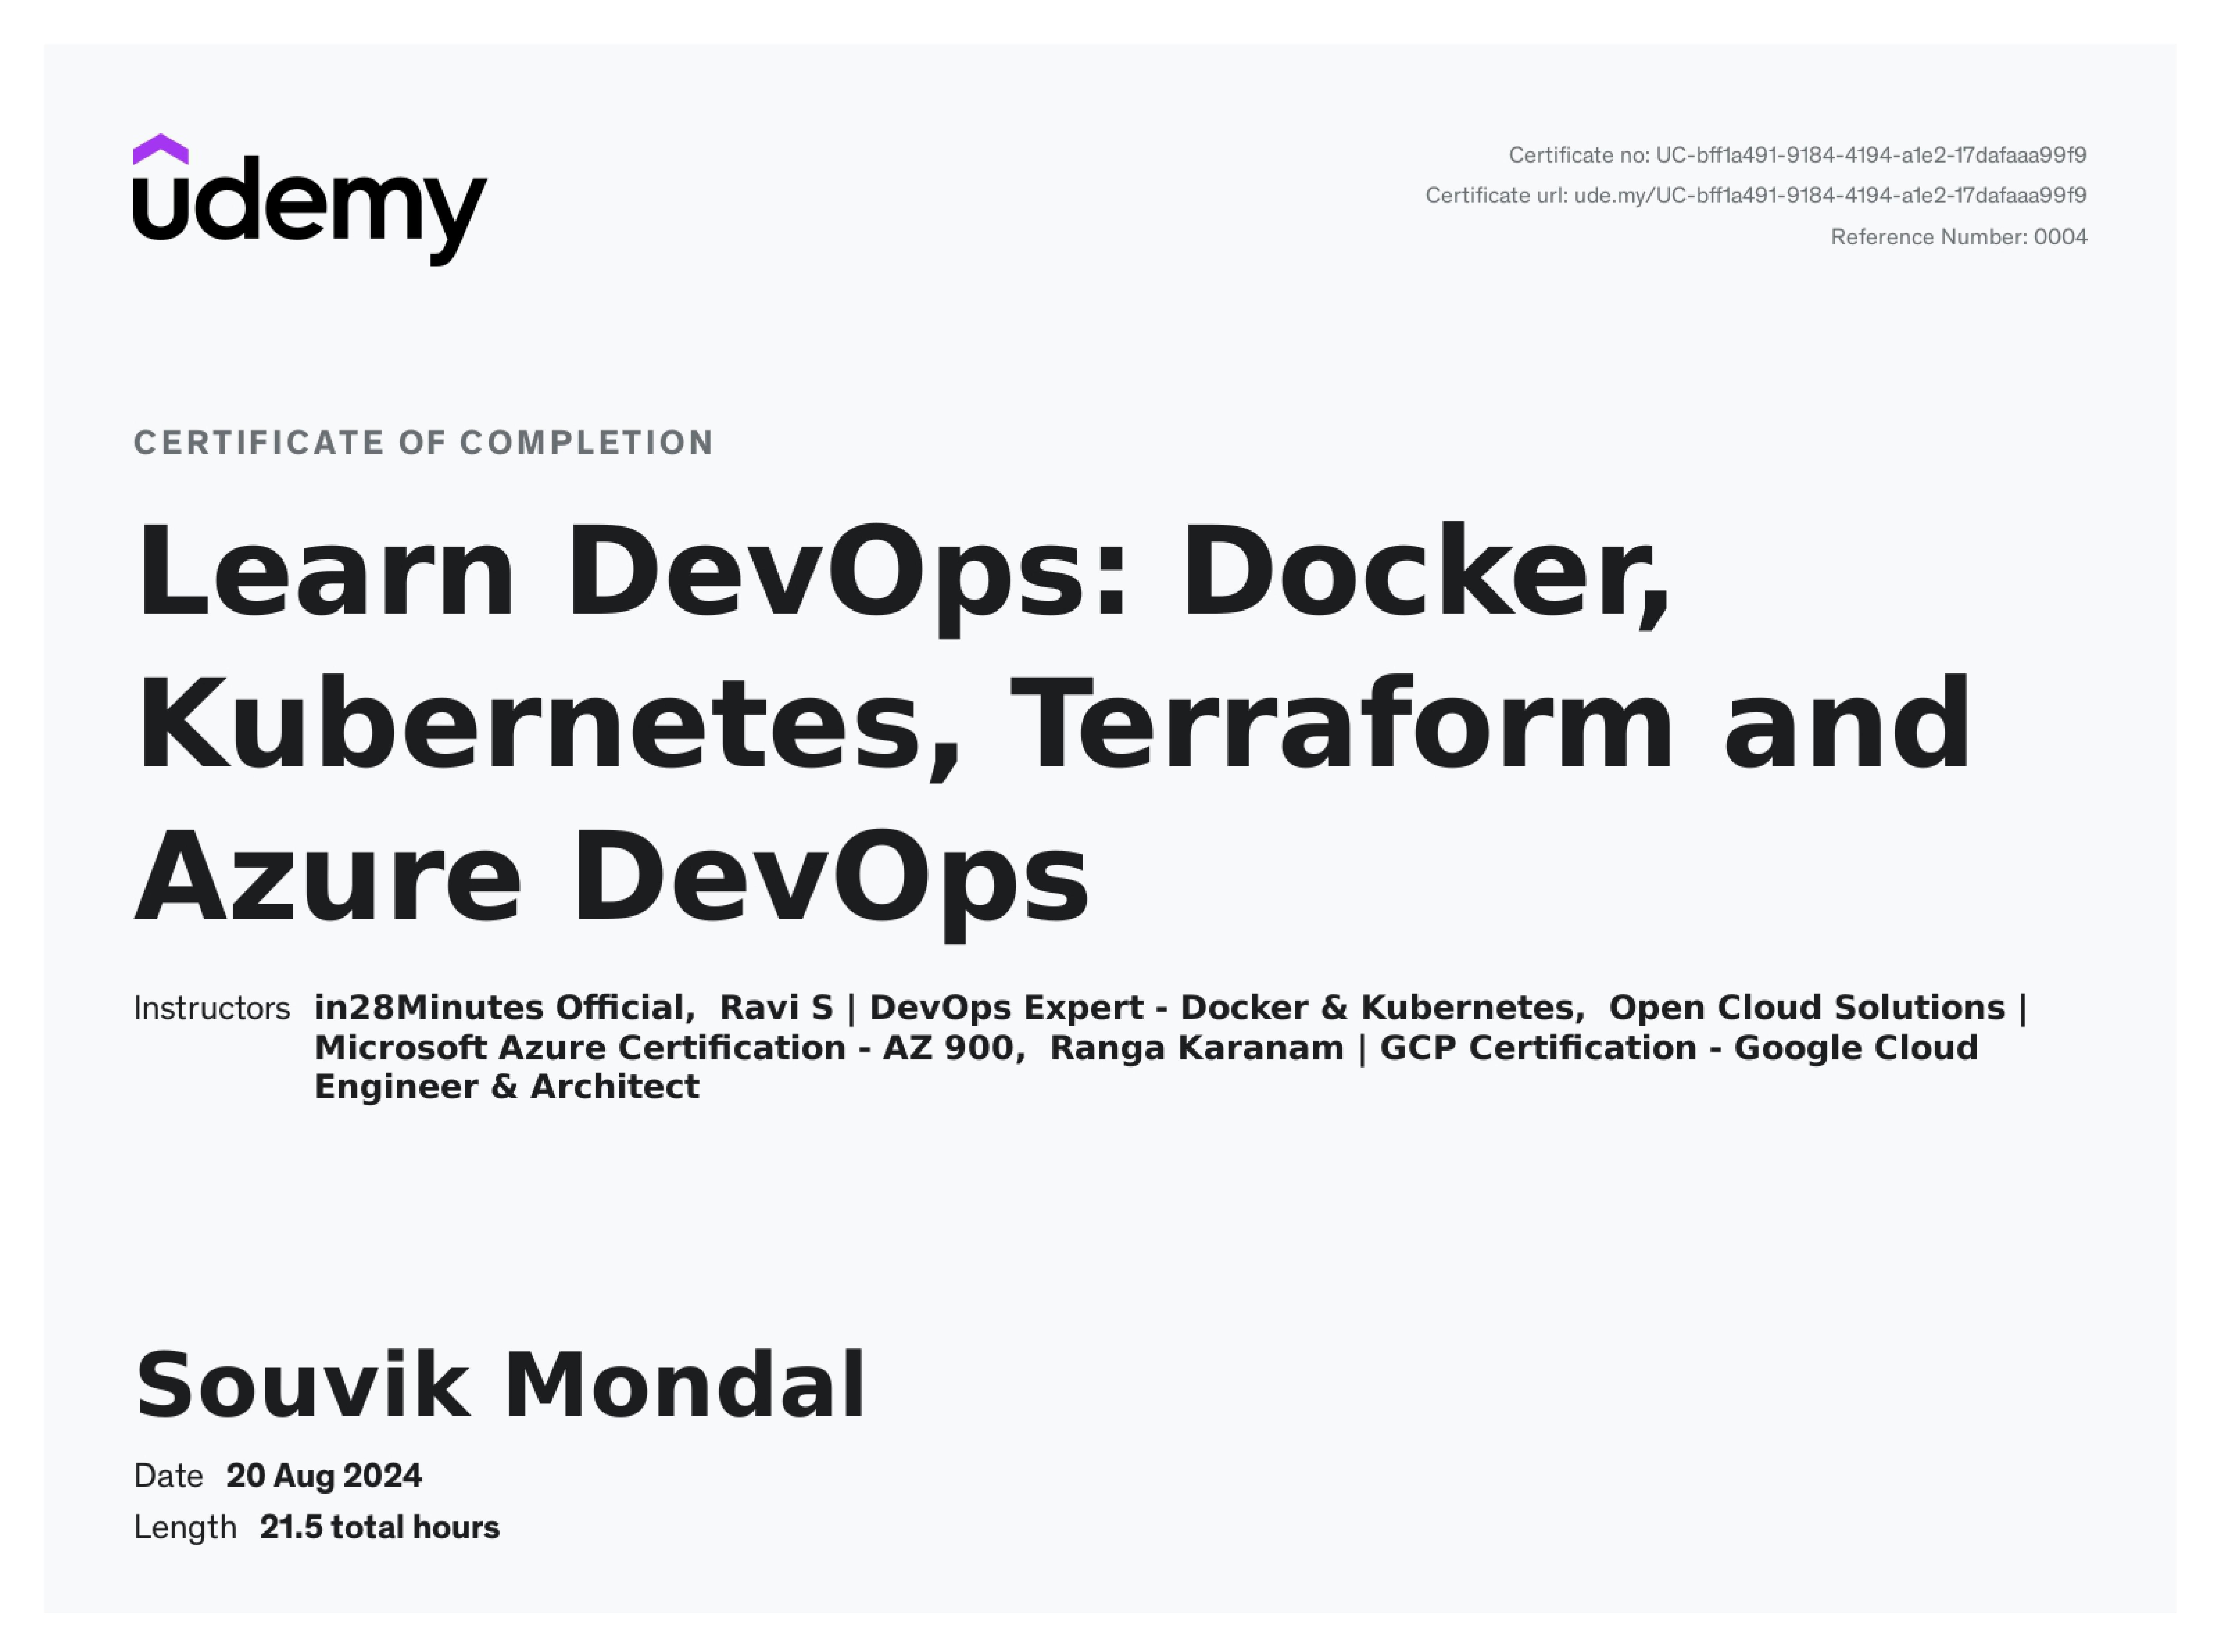 udemy
Certificate no: UC-bff1a491-9184-4194-a1e2-17dafaaa99f9
Certificate url: ude.my/UC-bff1a491-9184-4194-a1e2-17dafaaa99f9
Reference Number: 0004
CERTIFICATE OF COMPLETION
Learn DevOps: Docker,
Kubernetes, Terraform and
Azure DevOps
Instructors in28Minutes Official, Ravi S | DevOps Expert - Docker & Kubernetes, Open Cloud Solutions |
Microsoft Azure Certification - AZ 900, Ranga Karanam | GCP Certification - Google Cloud
Engineer & Architect
Souvik Mondal
Date 20 Aug 2024
Length 21.5 total hours